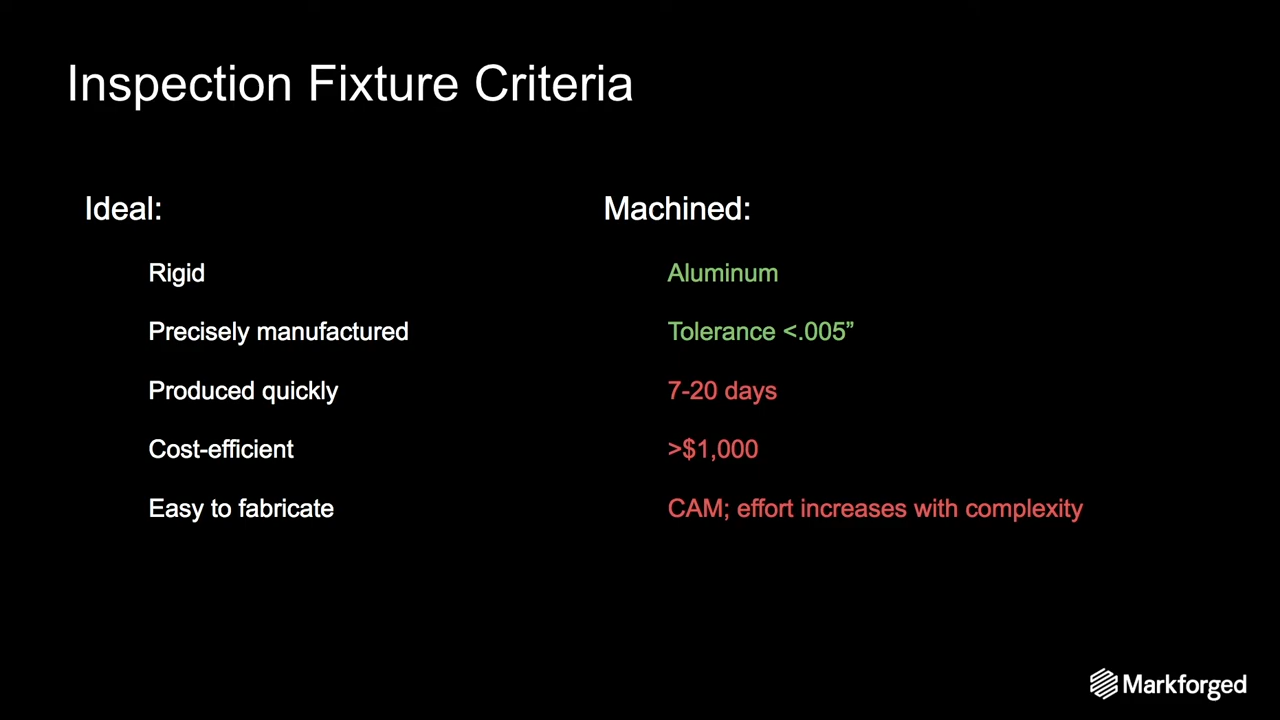 Inspection Fixture Criteria
Ideal:
Rigid
Precisely manufactured
Produced quickly
Cost-efficient
Easy to fabricate
Machined:
Aluminum
Tolerance <.005”
7-20 days
>$1,000
CAM; effort increases with complexity
Markforged